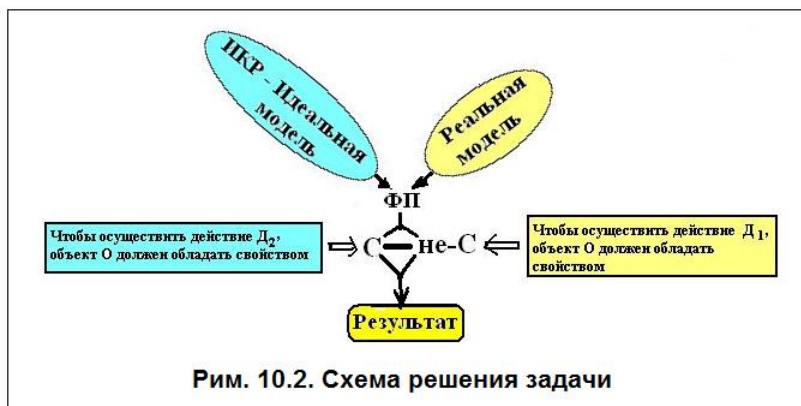 ИКР - Идеальная
модель
Реальная
модель
ФП
Чтобы осуществить действие Д2,
объект О должен обладать свойством
С
не-С
Чтобы осуществить действие Д1,
объект О должен обладать
свойством
Результат
Рим. 10.2. Схема решения задачи